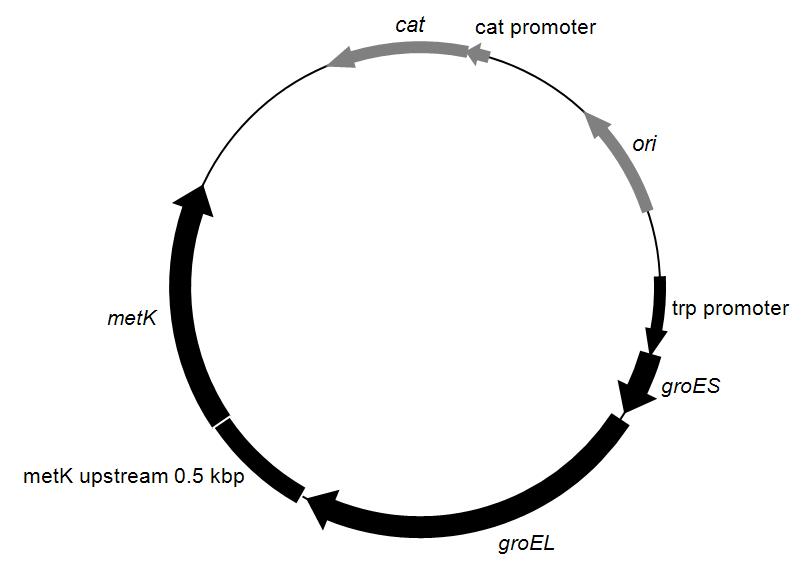 cat
cat promoter
ori
trp promoter
groES
metK
metK upstream 0.5 kbp
groEL